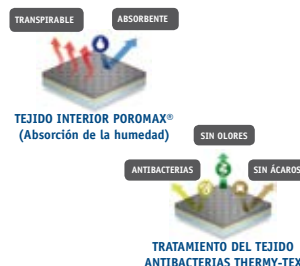 TRANSPIRABLE
ABSORBENTE
TEJIDO INTERIOR POROMAX®
(Absorción de la humedad)
SIN OLORES
ANTIBACTERIAS
SIN ÁCAROS
TRATAMIENTO DEL TEJIDO
ANTIBACTERIAS THERMY-TEX